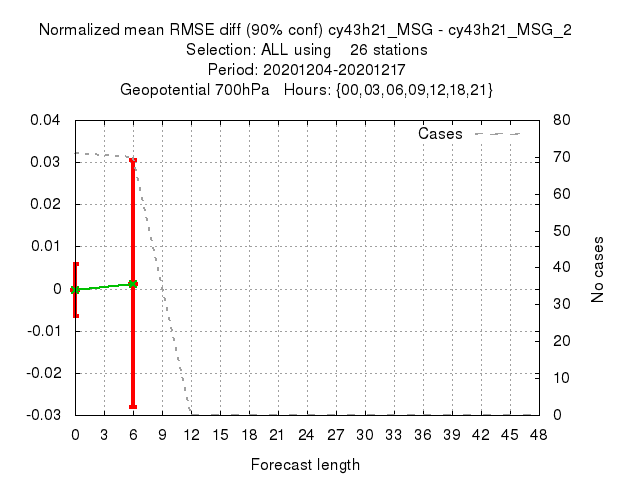 Normalized mean RMSE diff (90% conf) cy43h21_MSG - cy43h21_MSG_2
Selection: ALL using    26 stations
Period: 20201204-20201217
Geopotential 700hPa   Hours: {00,03,06,09,12,18,21}
Cases
0.04
0.03
0.02
0.01
0
-0.01
-0.02
-0.03
80
70
60
50
40
30
20
10
0
No cases
0 3 6 9 12 15 18 21 24 27 30 33 36 39 42 45 48
Forecast length